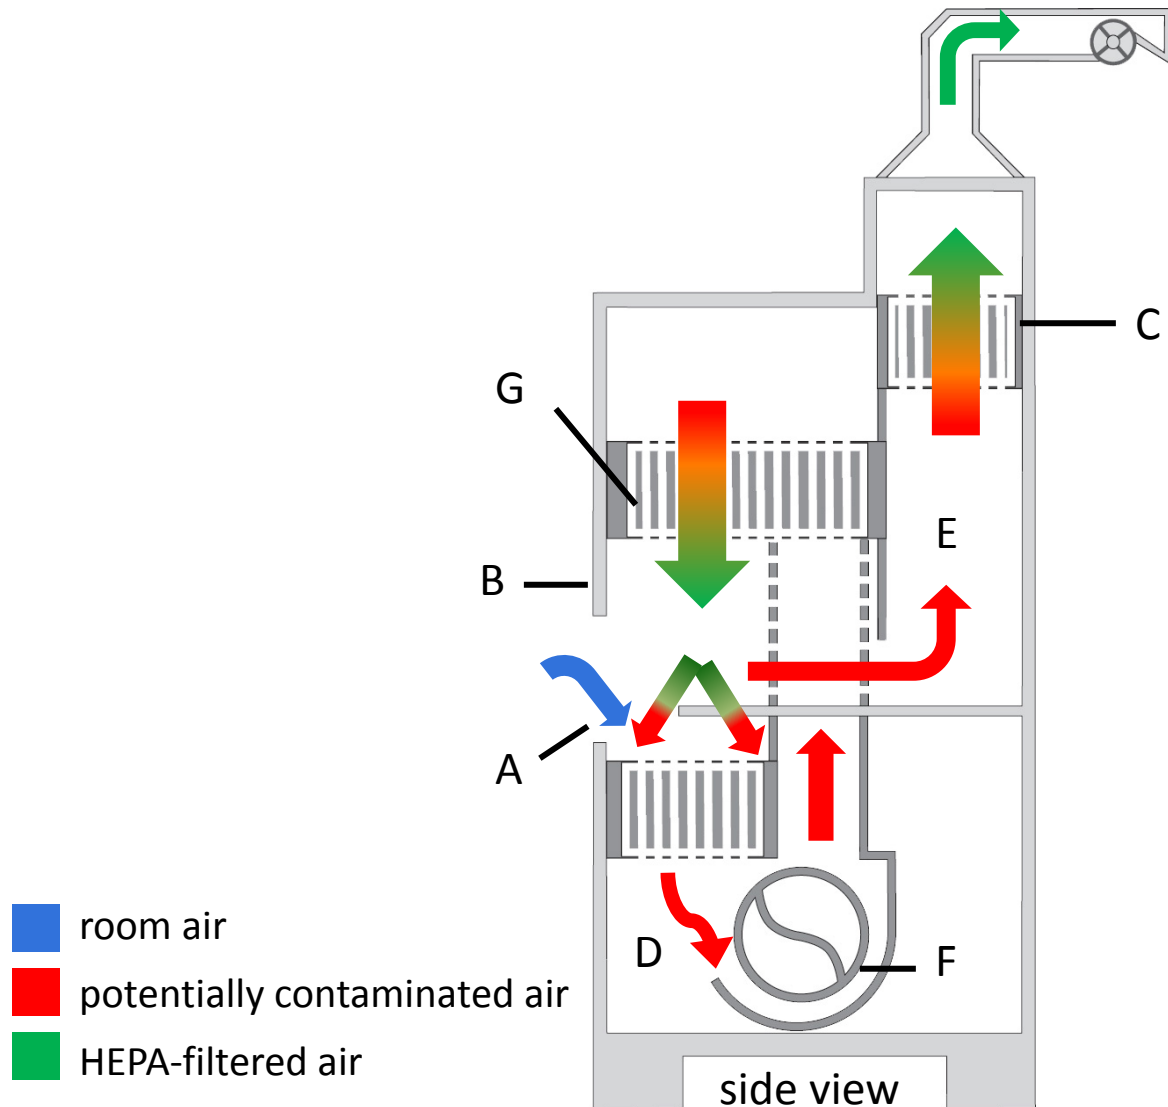 C
G
E
B
A
D
F
room air
potentially contaminated air
HEPA-filtered air
side view